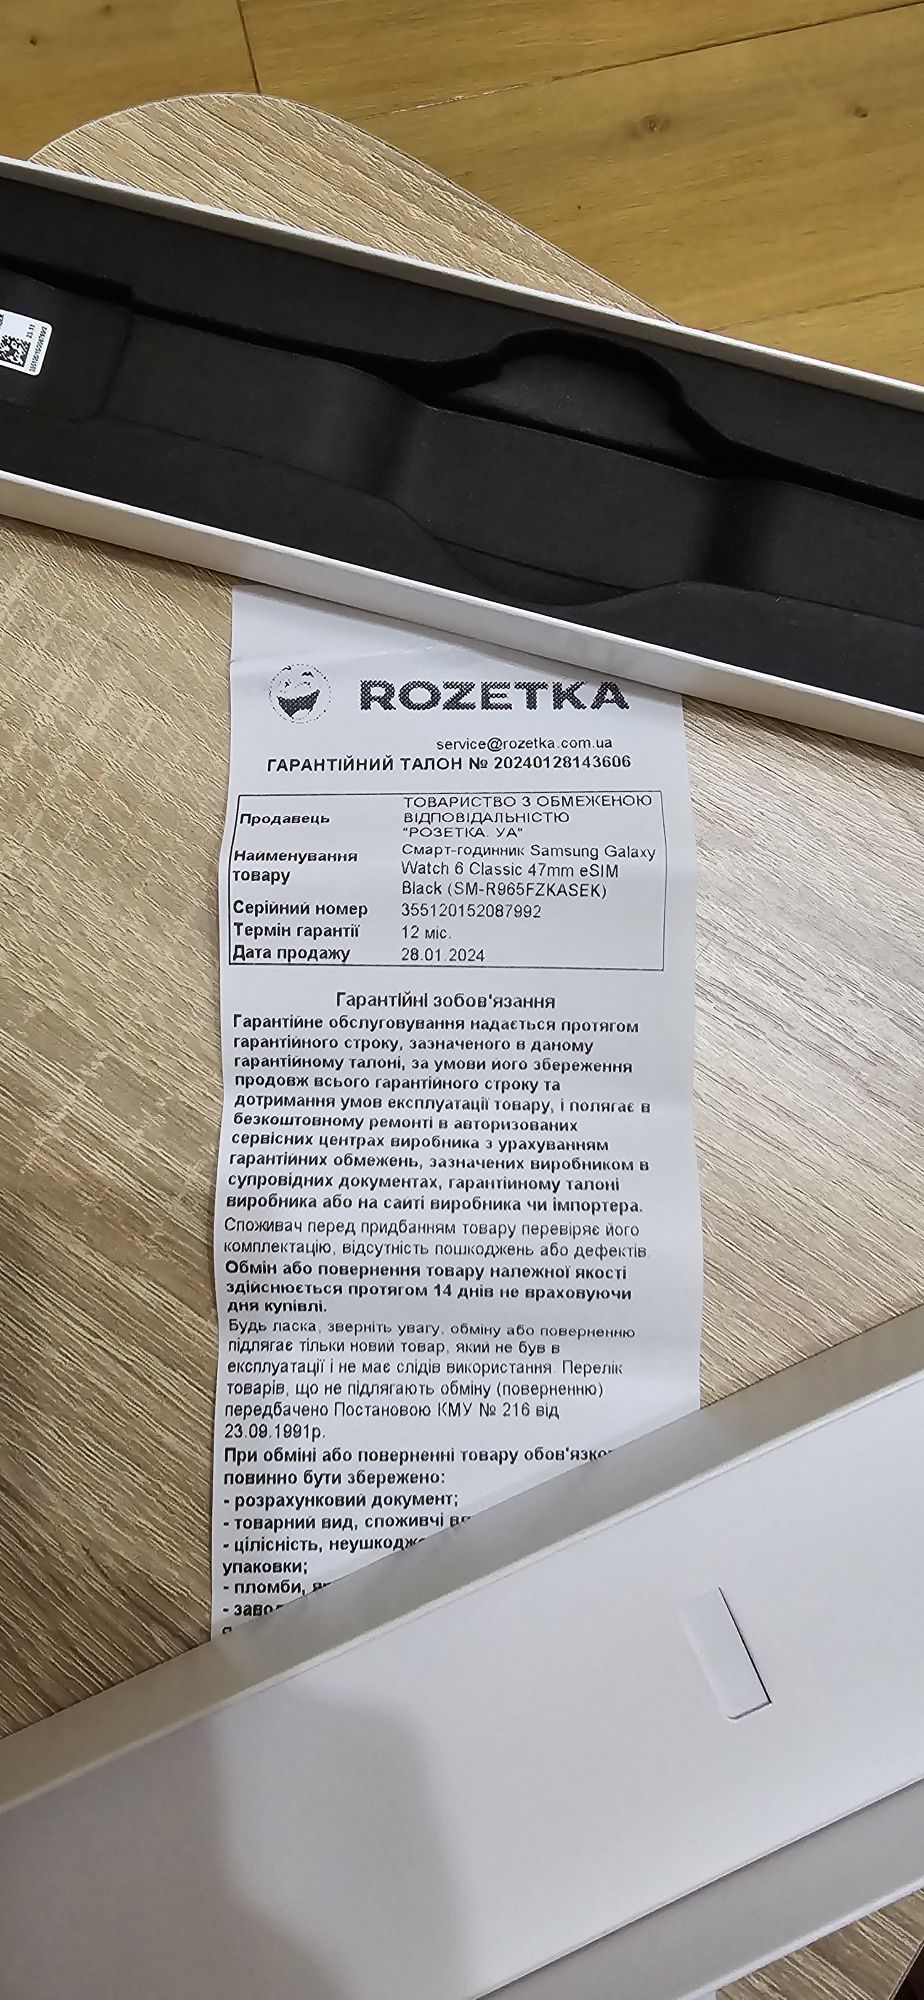 23.11
ROZETKA
service@rozetka.com.ua
ГАРАНТІЙНИЙ ТАЛОН № 20240128143606
Продавець
ТОВАРИСТВО З ОБМЕЖЕНОЮ
ВІДПОВІДАЛЬНІСТЮ
"РОЗЕТКА. УА"
Найменування
товару
Смарт-годинник Samsung Galaxy
Watch 6 Classic 47mm eSIM
Black (SM-R965FZKASEK)
Серійний номер 355120152087992
Термін гарантії 12 міс.
Дата продажу 28.01.2024
Гарантійні зобов'язання
Гарантійне обслуговування надається протягом
гарантійного строку, зазначеного в даному
гарантійному талоні, за умови його збереження
продовж всього гарантійного строку та
дотримання умов експлуатації товару, і полягає в
безкоштовному ремонті в авторизованих
сервісних центрах виробника з урахуванням
гарантійних обмежень, зазначених виробником в
супровідних документах, гарантійному талоні
виробника або на сайті виробника чи імпортера.
Споживач перед придбанням товару перевіряє його
комплектацію, відсутність пошкоджень або дефектів.
Обмін або повернення товару належної якості
здійснюється протягом 14 днів не враховуючи
дня купівлі.
Будь ласка, зверніть увагу, обміну або поверненню
підлягає тільки новий товар, який не був в
експлуатації і не має слідів використання. Перелік
товарів, що не підлягають обміну (поверненню)
передбачено Постановою КМУ № 216 від
23.09.1991р.
При обміні або поверненні товару
повинно бути збережено:
- розрахунковий документ;
- товарний вид, споживчі
- цілісність,
упаковки;
- пломби,